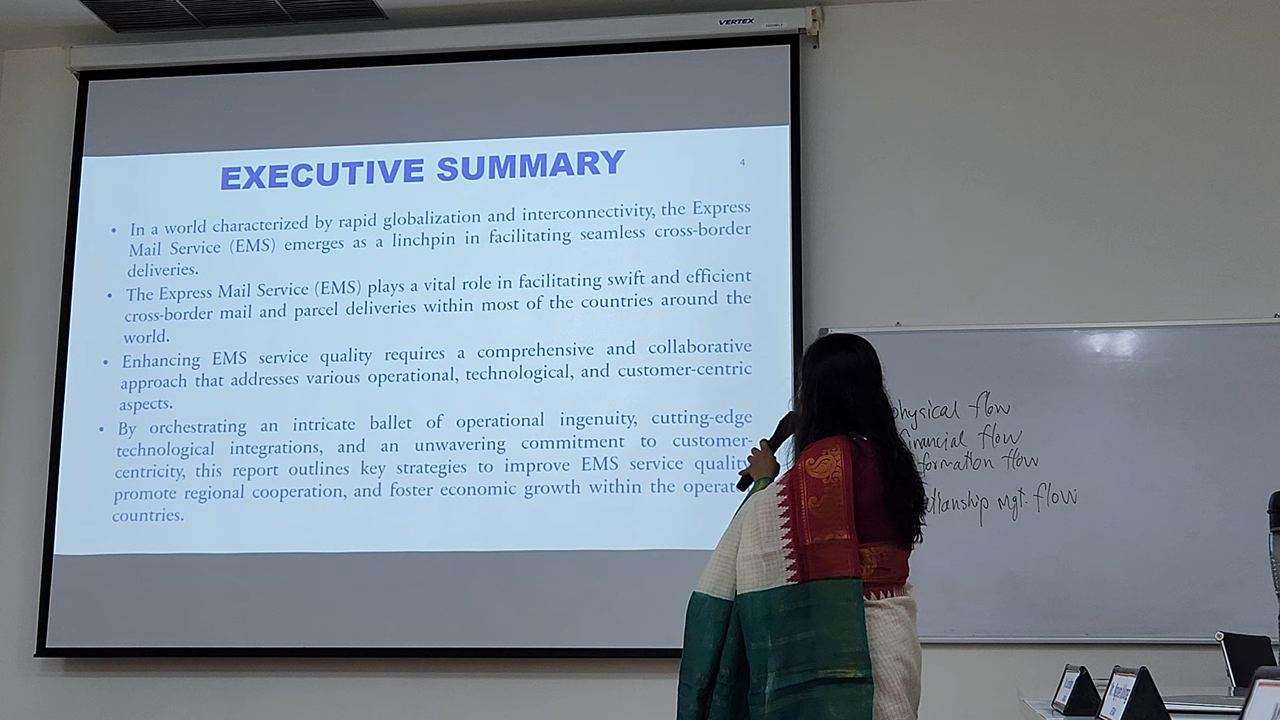 VERTEX
EXECUTIVE SUMMARY
4
• In a world characterized by rapid globalization and interconnectivity, the Express
Mail Service (EMS) emerges as a linchpin in facilitating seamless cross-border
deliveries.
• The Express Mail Service (EMS) plays a vital role in facilitating swift and efficient
cross-border mail and parcel deliveries within most of the countries around the
world.
• Enhancing EMS service quality requires a comprehensive and collaborative
approach that addresses various operational, technological, and customer-centric
aspects.
• By orchestrating an intricate ballet of operational ingenuity, cutting-edge
technological integrations, and an unwavering commitment to customer-
centricity, this report outlines key strategies to improve EMS service quality
promote regional cooperation, and foster economic growth within the
countries.
physical flow
financial flow
flow
mgt. flow